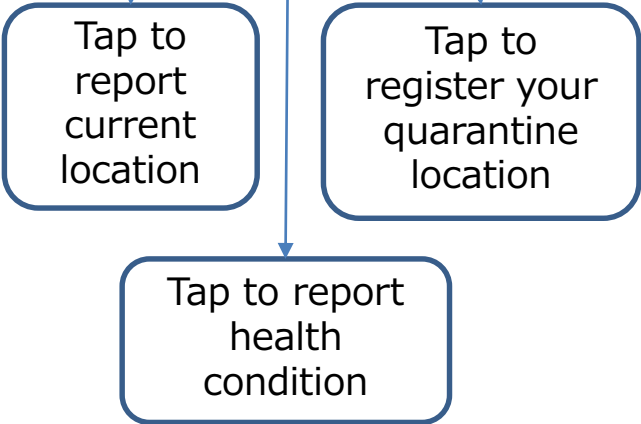 Tap to
report
current
location
Tap to
register your
quarantine
location
Tap to report
health
condition